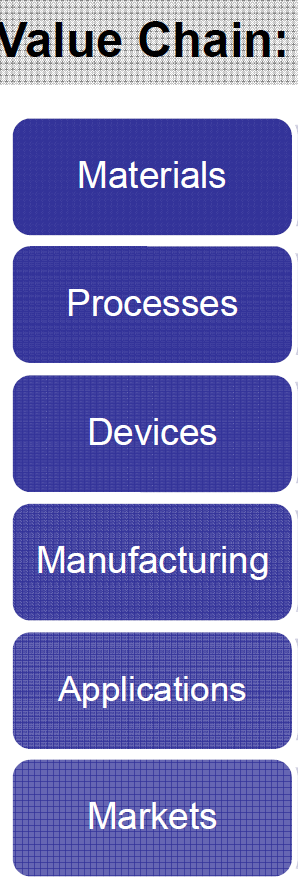 Value Chain:
Materials
Processes
Devices
Manufacturing
Applications
Markets